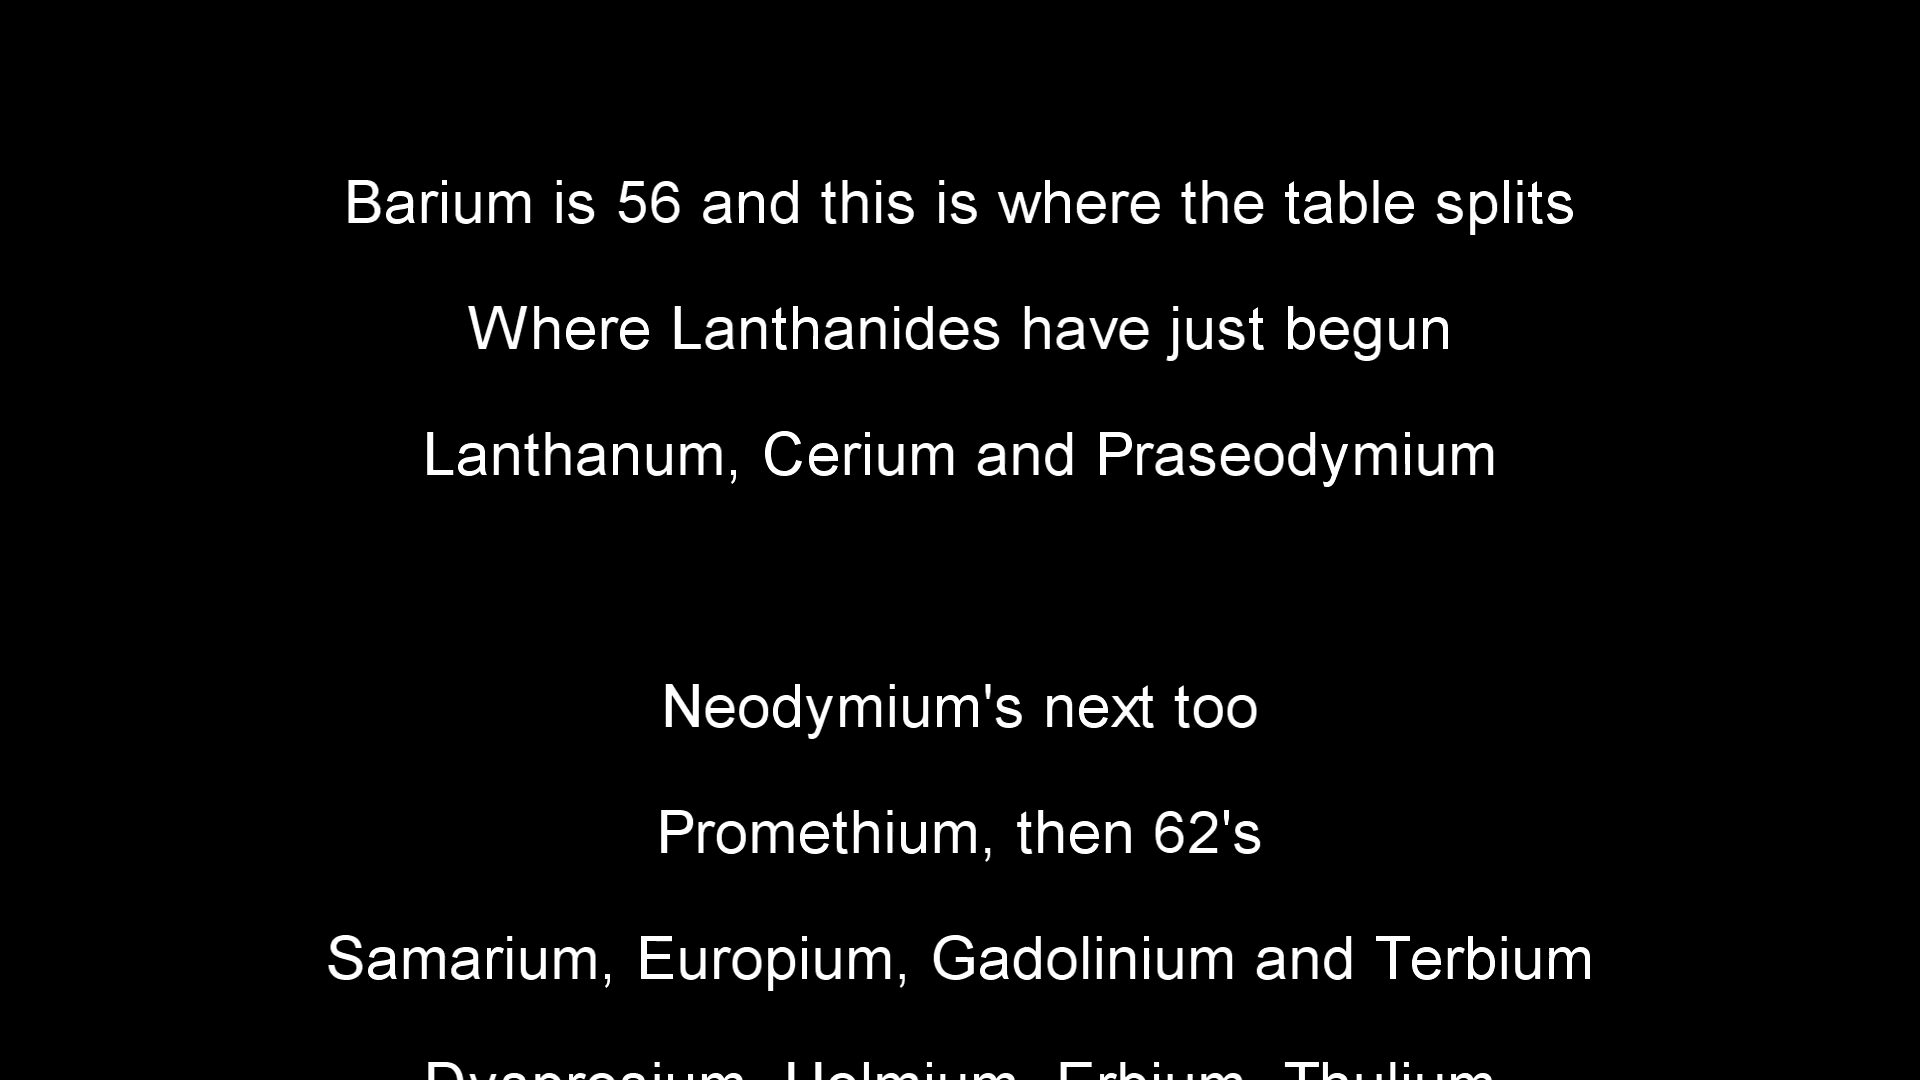 Barium is 56 and this is where the table splits
Where Lanthanides have just begun
Lanthanum, Cerium and Praseodymium
Neodymium's next too
Promethium, then 62's
Samarium, Europium, Gadolinium and Terbium
Dysprosium, Holmium, Erbium, Thulium